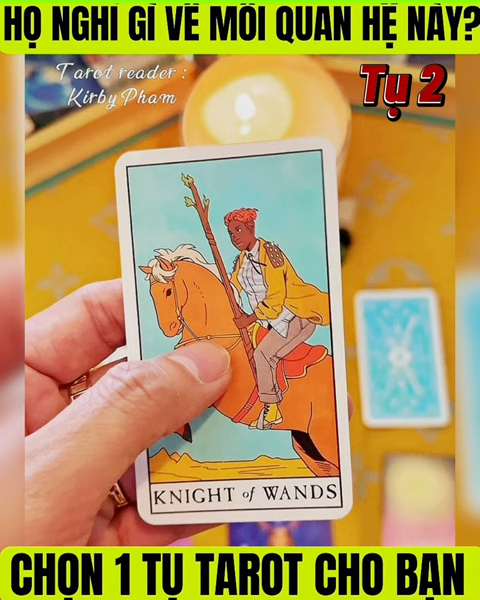 HỌ NGHĨ GÌ VỀ MỐI QUAN HỆ NÀY?
Tarot reader :
Kirby Pham
Tụ 2
KNIGHT of WANDS
CHỌN 1 TỤ TAROT CHO BẠN